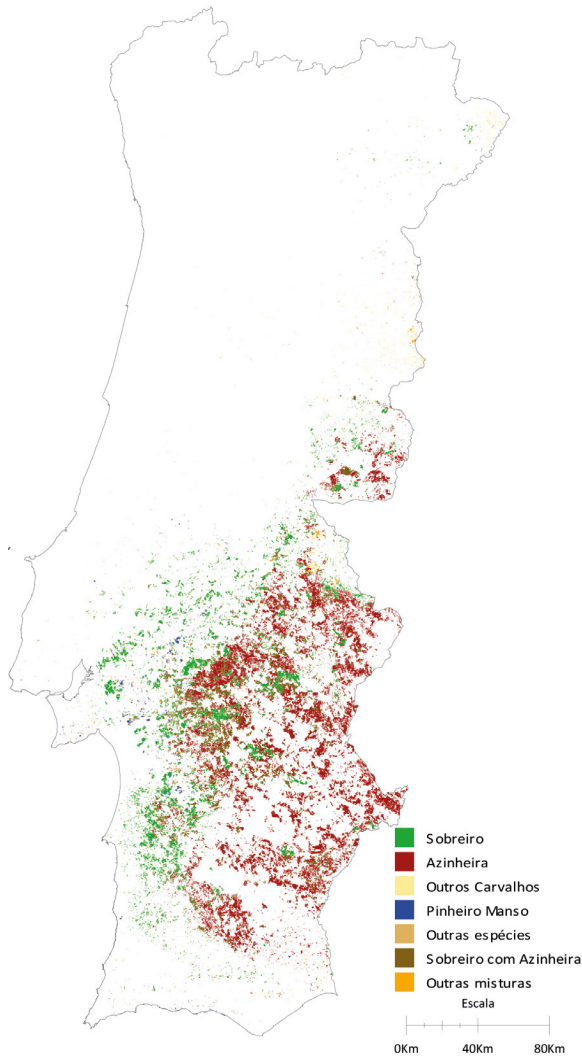 Sobreiro
Azinheira
Outros Carvalhos
Pinheiro Manso
Outras espécies
Sobreiro com Azinheira
Outras misturas
Escala
0Km 40Km 80Km